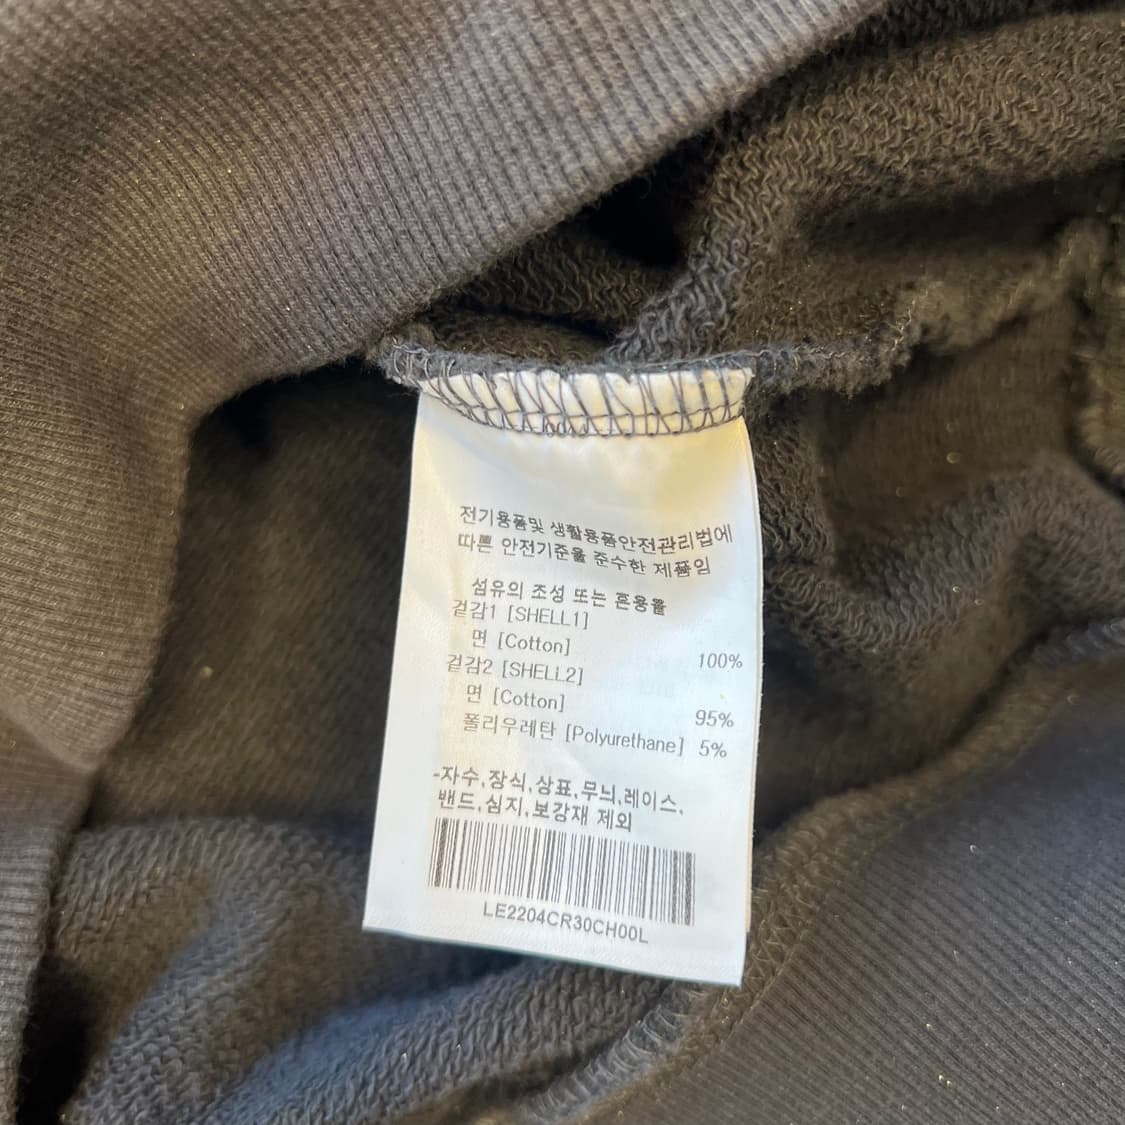 전기용품및 생활용품안전관리법에
따른 안전기준을 준수한 제품임
섬유의 조성 또는 혼용율
겉감1 [SHELL1]
면 [Cotton] 100%
겉감2 [SHELL2]
면 [Cotton] 95%
폴리우레탄 [Polyurethane] 5%
-자수,장식,상표,무늬,레이스,
밴드,심지,보강재 제외
LE2204CR30CH00L